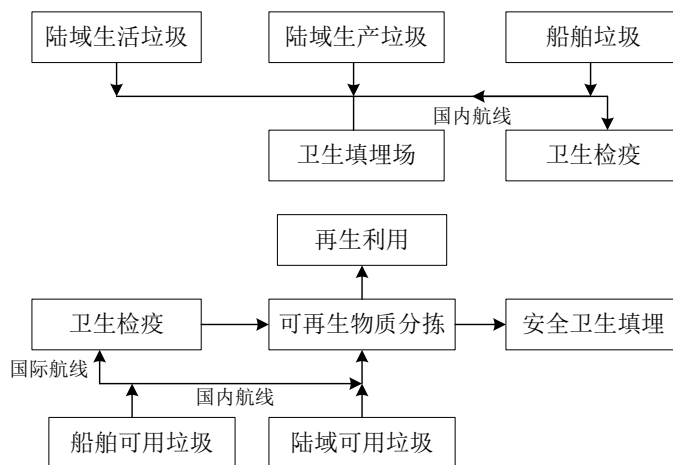 陆域生活垃圾
陆域生产垃圾
船舶垃圾
国内航线
卫生填埋场
卫生检疫
再生利用
卫生检疫
可再生物质分拣
安全卫生填埋
国际航线
国内航线
船舶可用垃圾
陆域可用垃圾